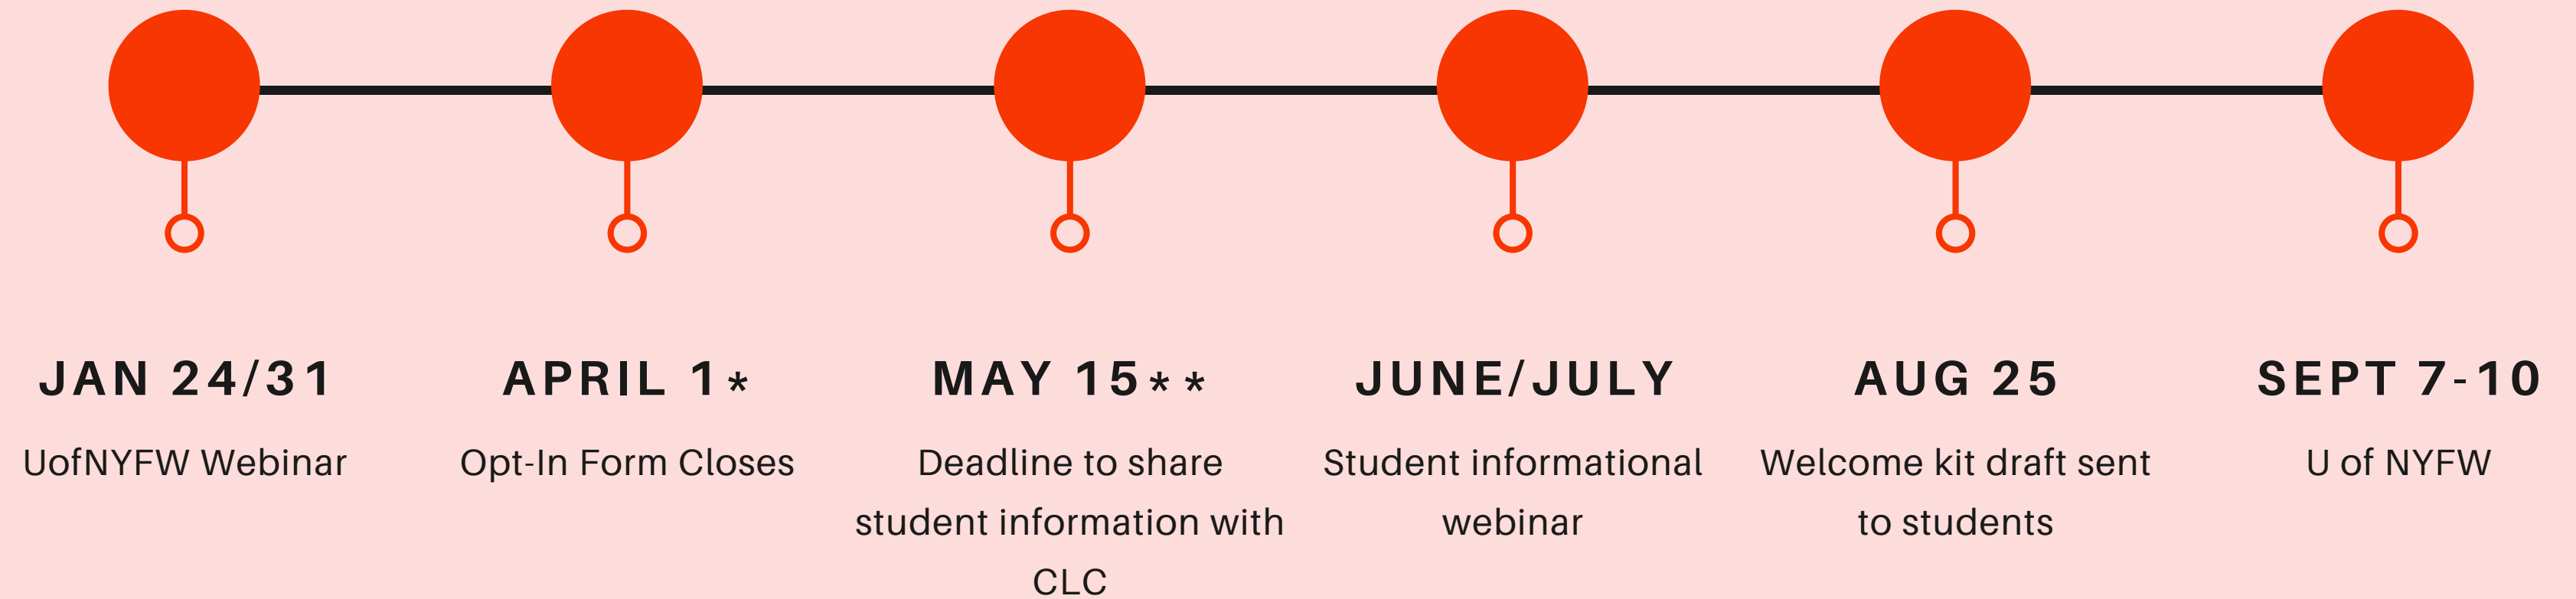 JAN 24/31
UofNYFW Webinar
APRIL 1*
Opt-In Form Closes
MAY 15**
Deadline to share
student information with
CLC
JUNE/JULY
Student informational
webinar
AUG 25
Welcome kit draft sent
to students
SEPT 7-10
U of NYFW